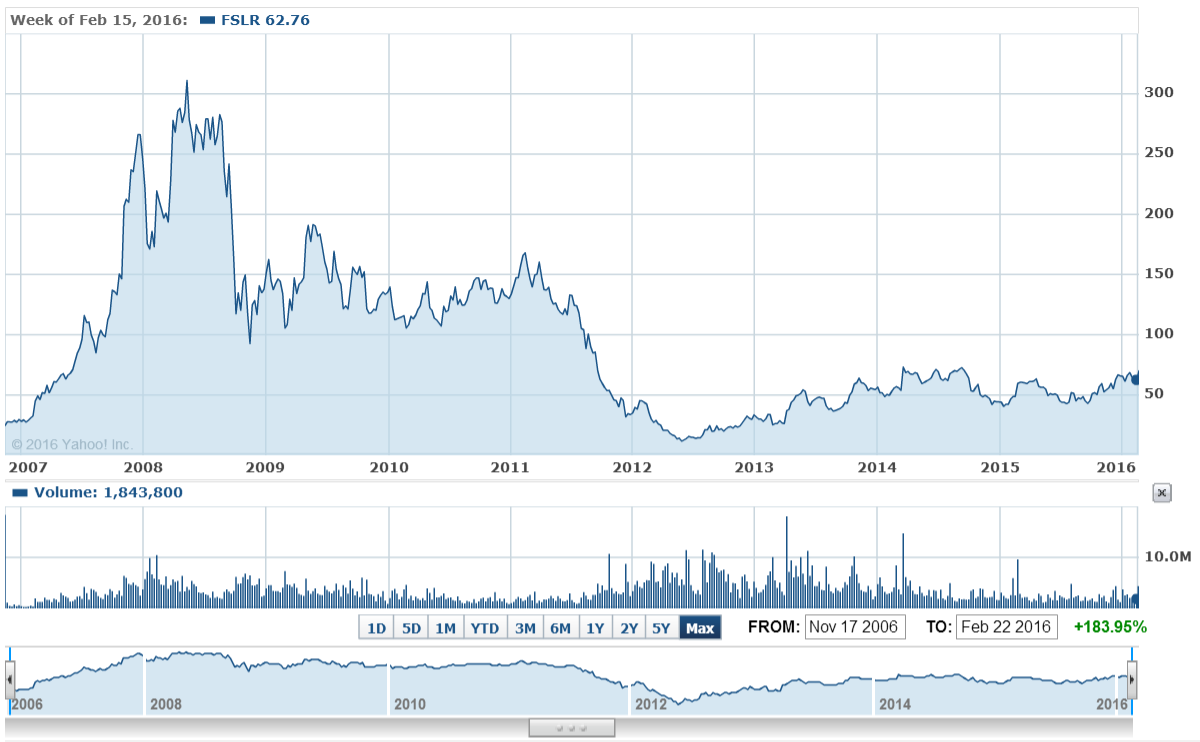 Week of Feb 15, 2016: FSLR 62.76
300
250
200
150
100
50
© 2016 Yahoo! Inc.
2007 2008 2009 2010 2011 2012 2013 2014 2015 2016
Volume: 1,843,800
10.0M
1D 5D 1M YTD 3M 6M 1Y 2Y 5Y Max FROM: Nov 17 2006 TO: Feb 22 2016 +183.95%
2006 2008 2010 2012 2014 2016